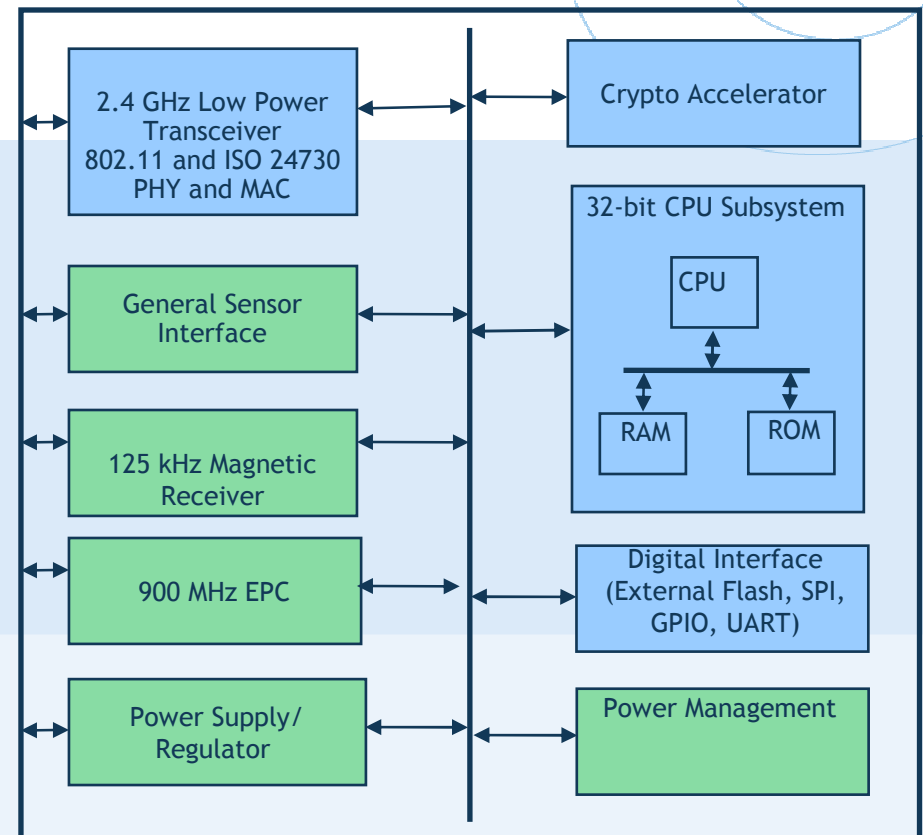 2.4 GHz Low Power
Transceiver
802.11 and ISO 24730
PHY and MAC
General Sensor
Interface
125 kHz Magnetic
Receiver
900 MHz EPC
Power Supply/
Regulator
Crypto Accelerator
32-bit CPU Subsystem
CPU
RAM
ROM
Digital Interface
(External Flash, SPI,
GPIO, UART)
Power Management